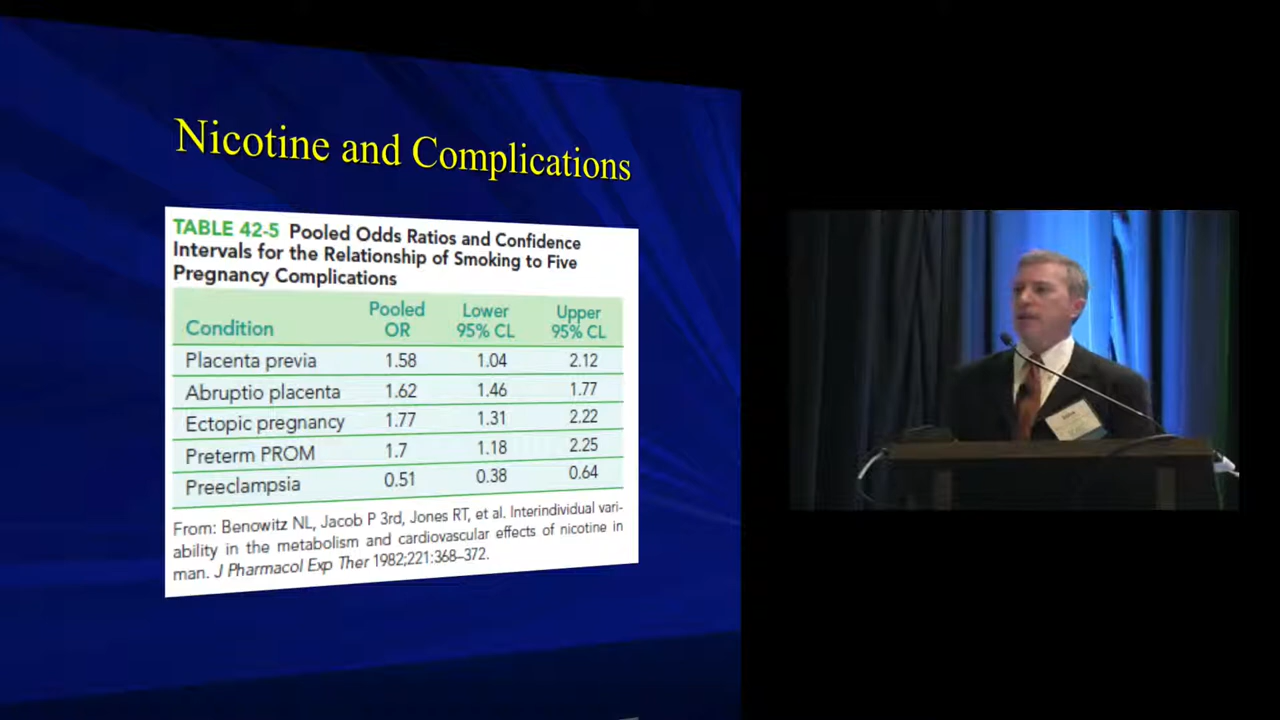 Nicotine and Complications
TABLE 42-5 Pooled Odds Ratios and Confidence
Intervals for the Relationship of Smoking to Five
Pregnancy Complications
Condition Pooled OR Lower 95% CL Upper 95% CL
Placenta previa 1.58 1.04 2.12
Abruptio placenta 1.62 1.46 1.77
Ectopic pregnancy 1.77 1.31 2.22
Preterm PROM 1.7 1.18 2.25
Preeclampsia 0.51 0.38 0.64
From: Benowitz NL, Jacob P 3rd, Jones RT, et al. Interindividual vari-
ability in the metabolism and cardiovascular effects of nicotine in
man. J Pharmacol Exp Ther 1982;221:368–372.